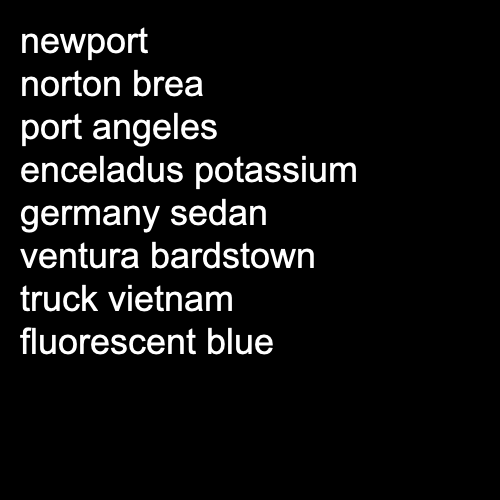 newport
norton brea
port angeles
enceladus potassium
germany sedan
ventura bardstown
truck vietnam
fluorescent blue